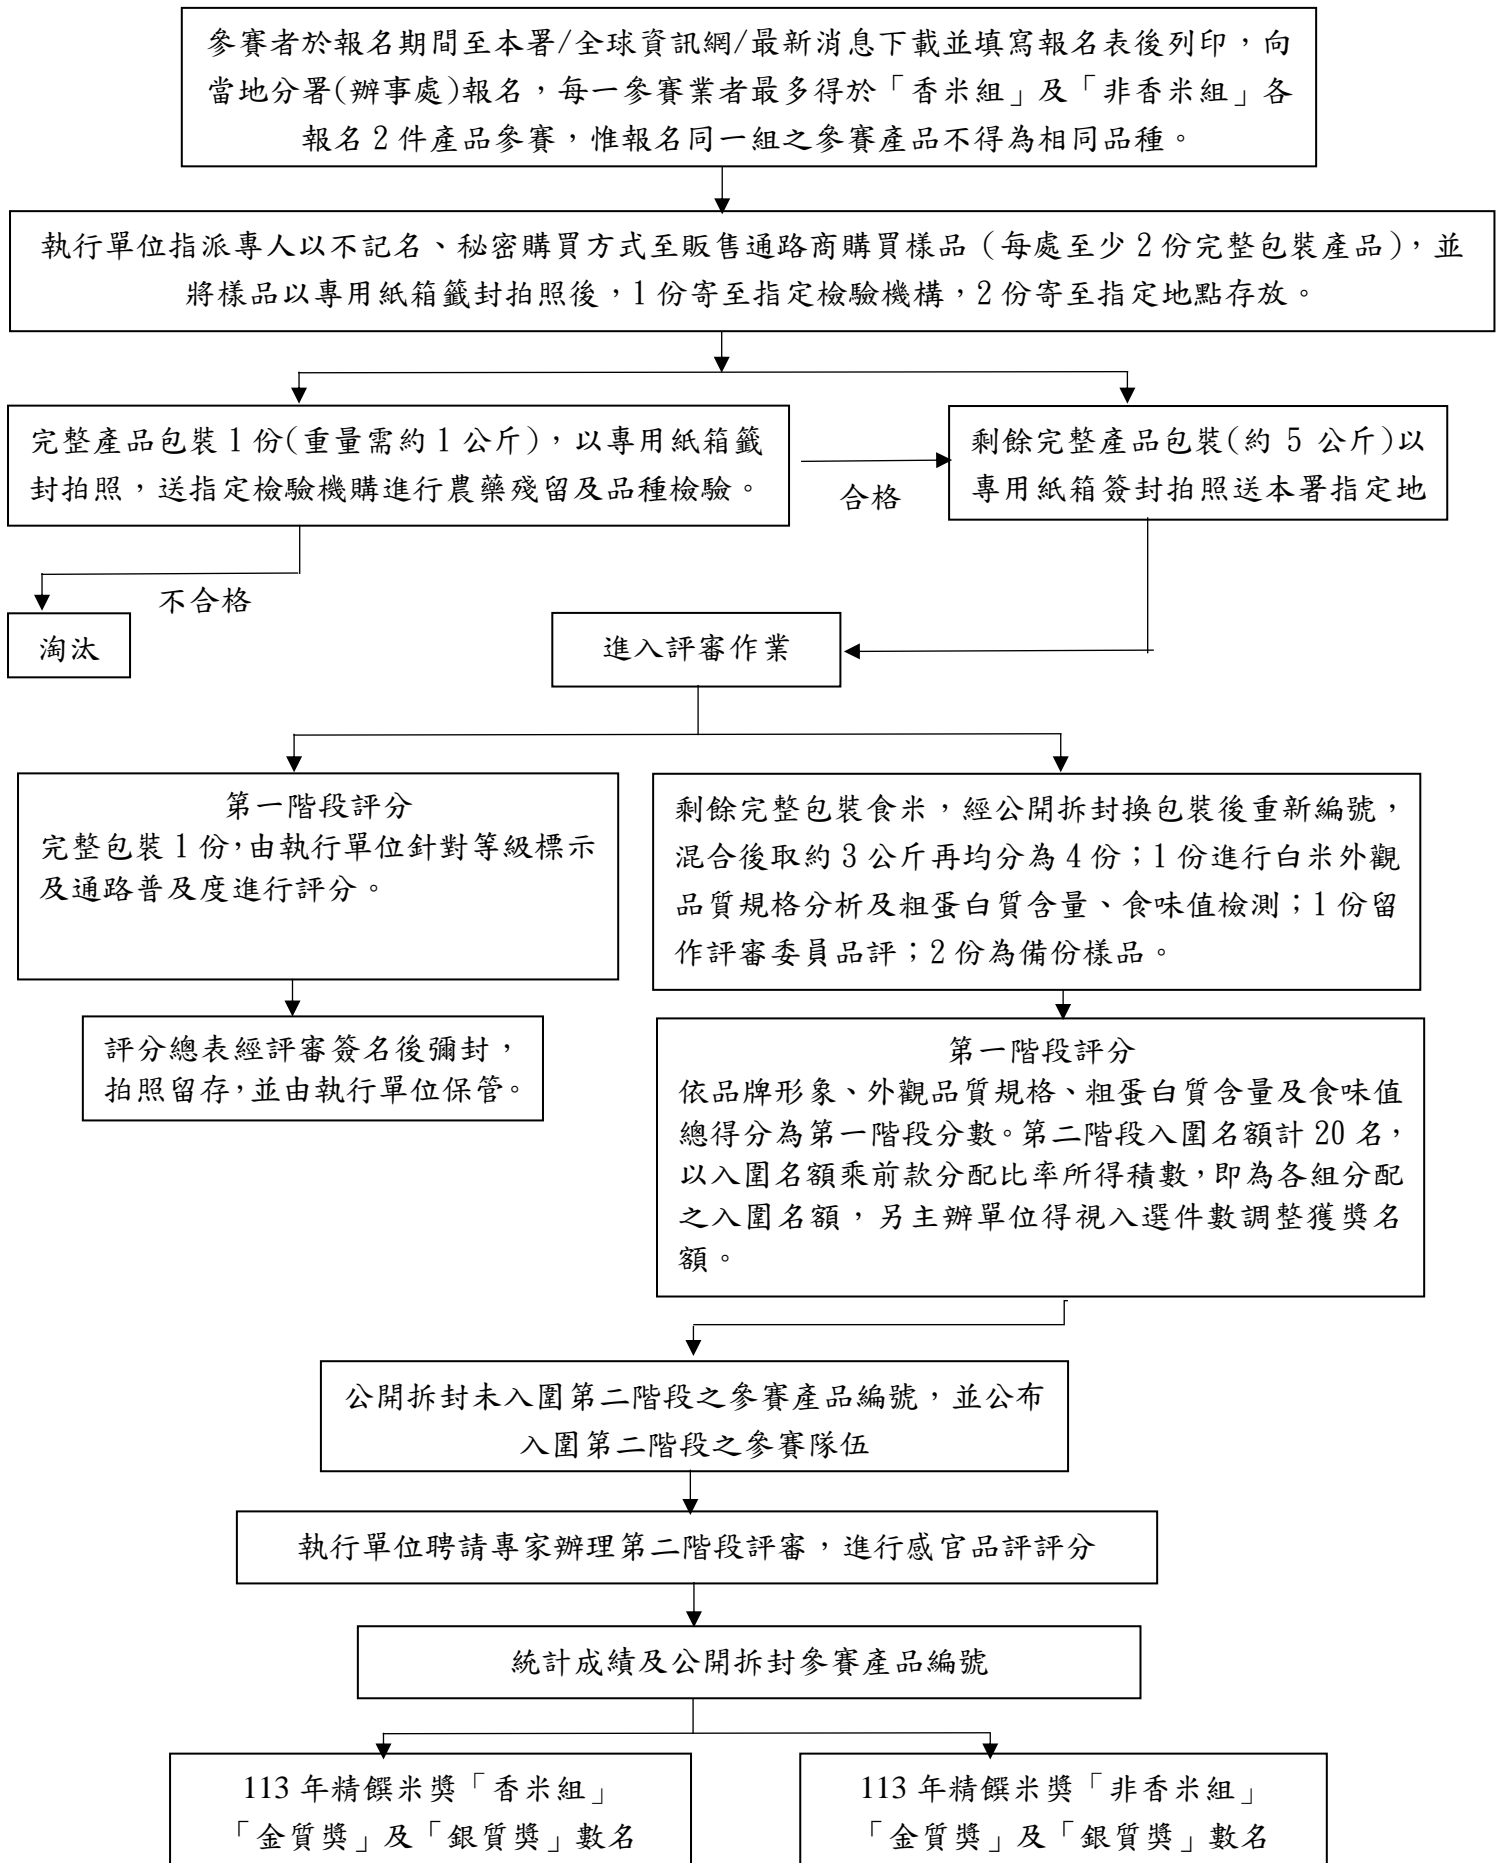 參賽者於報名期間至本署/全球資訊網/最新消息下載並填寫報名表後列印，向
當地分署(辦事處)報名，每一參賽業者最多得於「香米組」及「非香米組」各
報名 2 件產品參賽，惟報名同一組之參賽產品不得為相同品種。
執行單位指派專人以不記名、秘密購買方式至販售通路商購買樣品（每處至少 2 份完整包裝產品），並
將樣品以專用紙箱籤封拍照後，1 份寄至指定檢驗機構，2 份寄至指定地點存放。
完整產品包裝 1 份(重量需約 1 公斤)，以專用紙箱籤
封拍照，送指定檢驗機購進行農藥殘留及品種檢驗。
合格
剩餘完整產品包裝(約 5 公斤)以
專用紙箱簽封拍照送本署指定地
不合格
淘汰
進入評審作業
第一階段評分
完整包裝 1 份，由執行單位針對等級標示
及通路普及度進行評分。
剩餘完整包裝食米，經公開拆封換包裝後重新編號，
混合後取約 3 公斤再均分為 4 份；1 份進行白米外觀
品質規格分析及粗蛋白質含量、食味值檢測；1 份留
作評審委員品評；2 份為備份樣品。
評分總表經評審簽名後彌封，
拍照留存，並由執行單位保管。
第一階段評分
依品牌形象、外觀品質規格、粗蛋白質含量及食味值
總得分為第一階段分數。第二階段入圍名額計 20 名，
以入圍名額乘前款分配比率所得積數，即為各組分配
之入圍名額，另主辦單位得視入選件數調整獲獎名
額。
公開拆封未入圍第二階段之參賽產品編號，並公布
入圍第二階段之參賽隊伍
執行單位聘請專家辦理第二階段評審，進行感官品評評分
統計成績及公開拆封參賽產品編號
113 年精饌米獎「香米組」
「金質獎」及「銀質獎」數名
113 年精饌米獎「非香米組」
「金質獎」及「銀質獎」數名